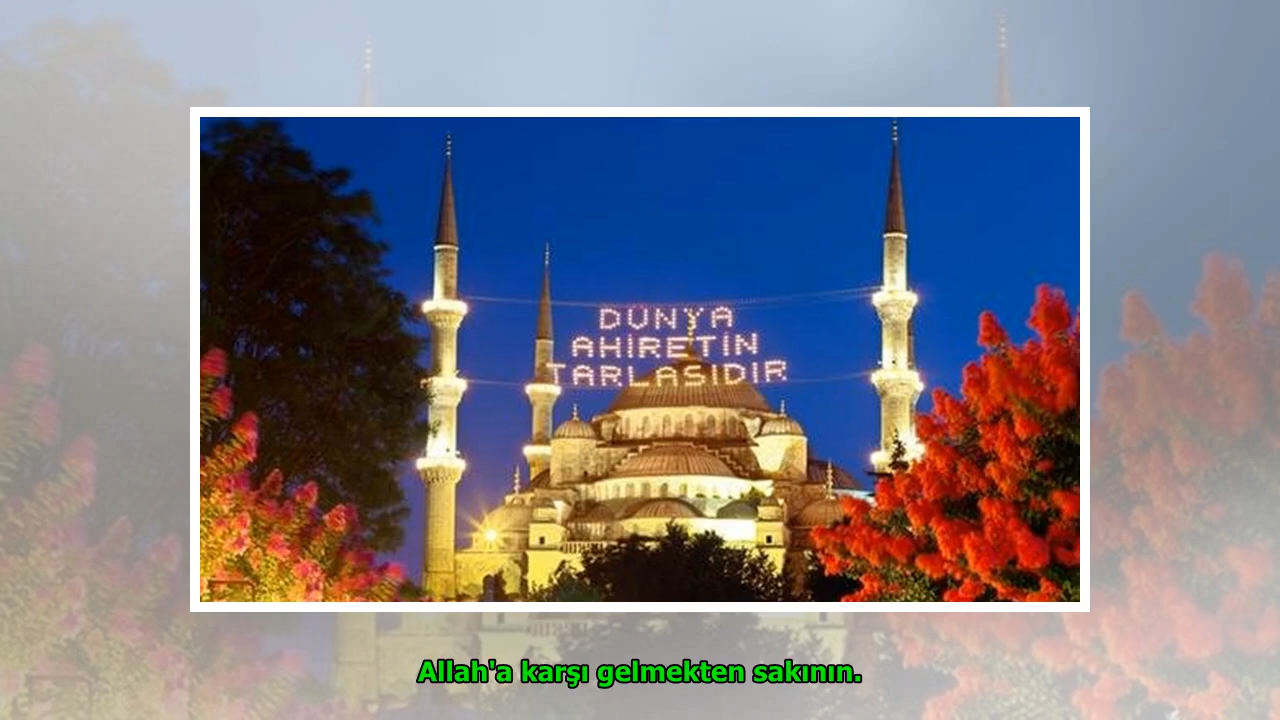 DÜNYA
AHİRETİN
TARLASIDIR
Allah'a karşı gelmekten sakının.